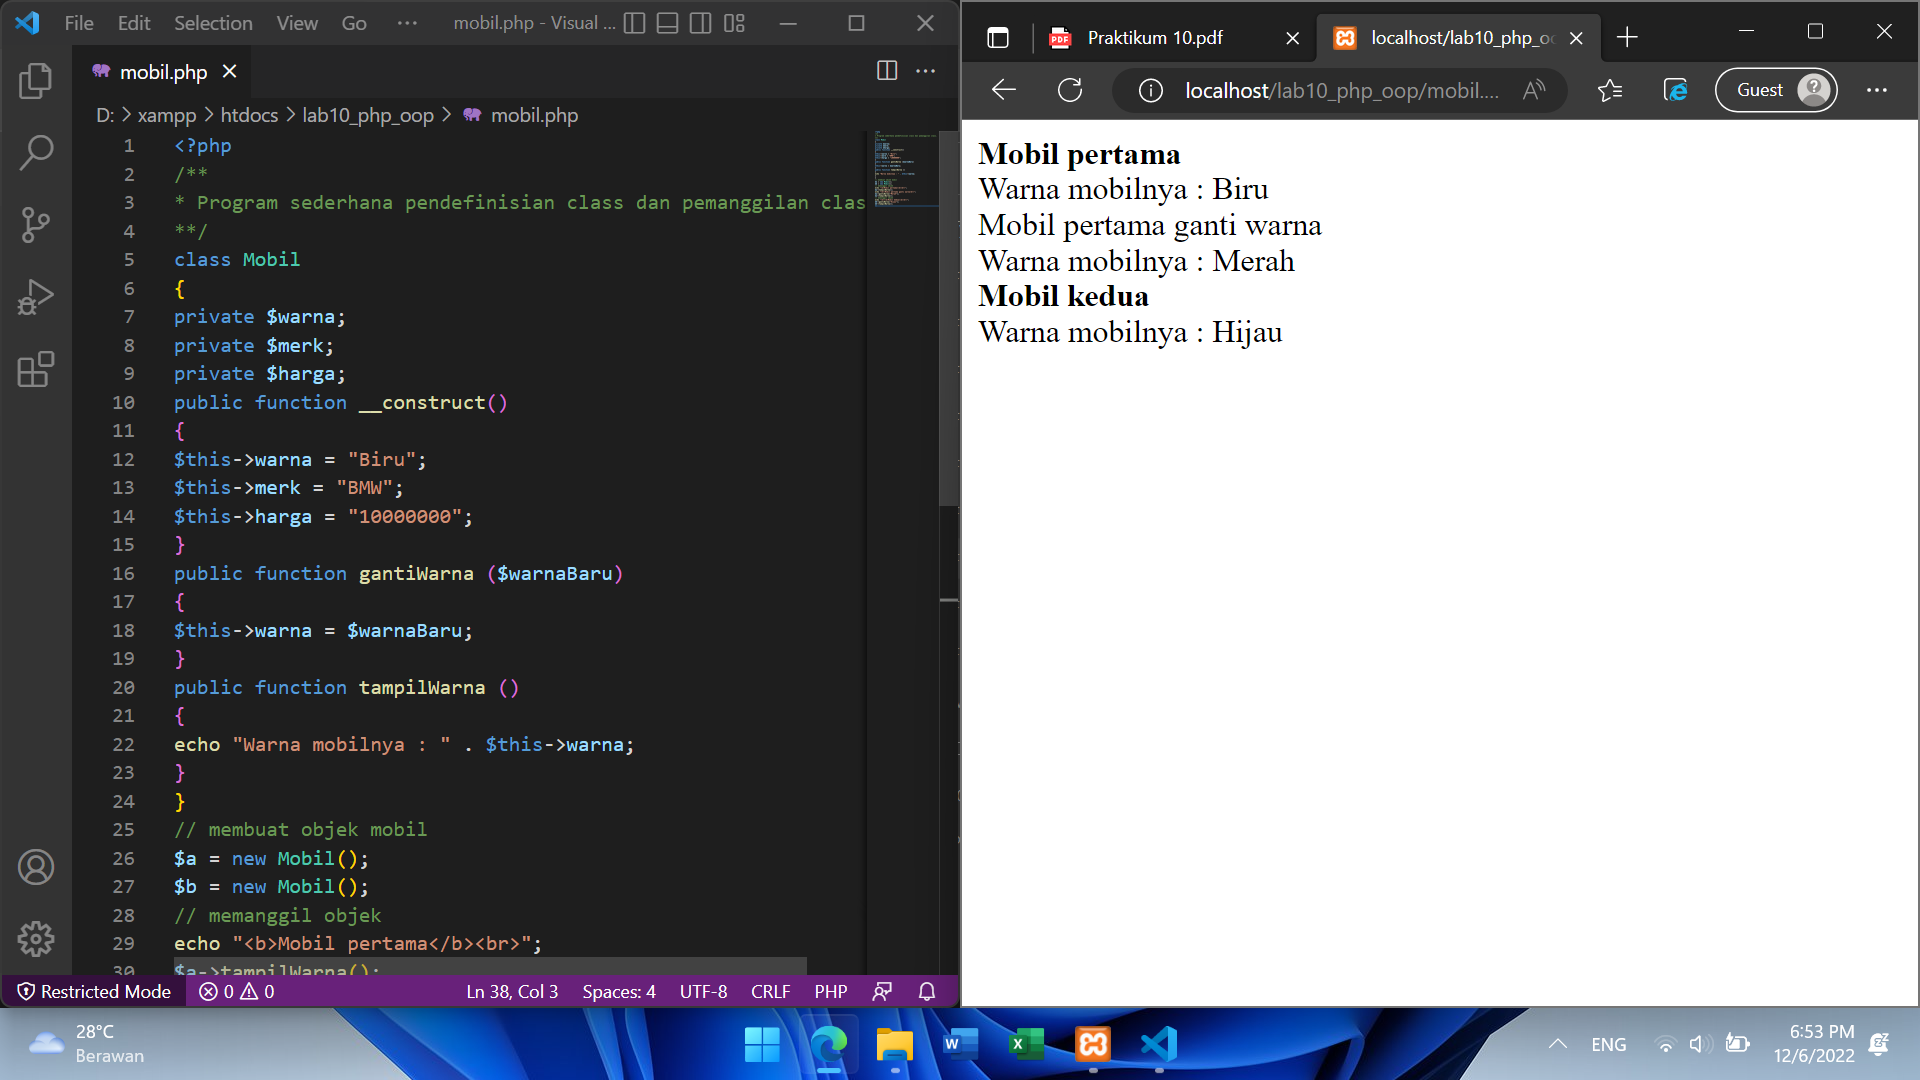 File Edit Selection View Go ··· mobil.php - Visual ...
mobil.php
D: > xampp > htdocs > lab10_php_oop > mobil.php
1 <?php
2 /**
3 * Program sederhana pendefinisian class dan pemanggilan clas
4 **/
5 class Mobil
6 {
7 private $warna;
8 private $merk;
9 private $harga;
10 public function __construct()
11 {
12 $this->warna = "Biru";
13 $this->merk = "BMW";
14 $this->harga = "10000000";
15 }
16 public function gantiWarna ($warnaBaru)
17 {
18 $this->warna = $warnaBaru;
19 }
20 public function tampilWarna ()
21 {
22 echo "Warna mobilnya : " . $this->warna;
23 }
24 }
25 // membuat objek mobil
26 $a = new Mobil();
27 $b = new Mobil();
28 // memanggil objek
29 echo "<b>Mobil pertama</b><br>";
30 $a->tampilWarna();
Restricted Mode 0 0 Ln 38, Col 3 Spaces: 4 UTF-8 CRLF PHP
PDF Praktikum 10.pdf localhost/lab10_php_oo
localhost/lab10_php_oop/mobil.... Guest
Mobil pertama
Warna mobilnya : Biru
Mobil pertama ganti warna
Warna mobilnya : Merah
Mobil kedua
Warna mobilnya : Hijau
28°C
Berawan
ENG
6:53 PM
12/6/2022